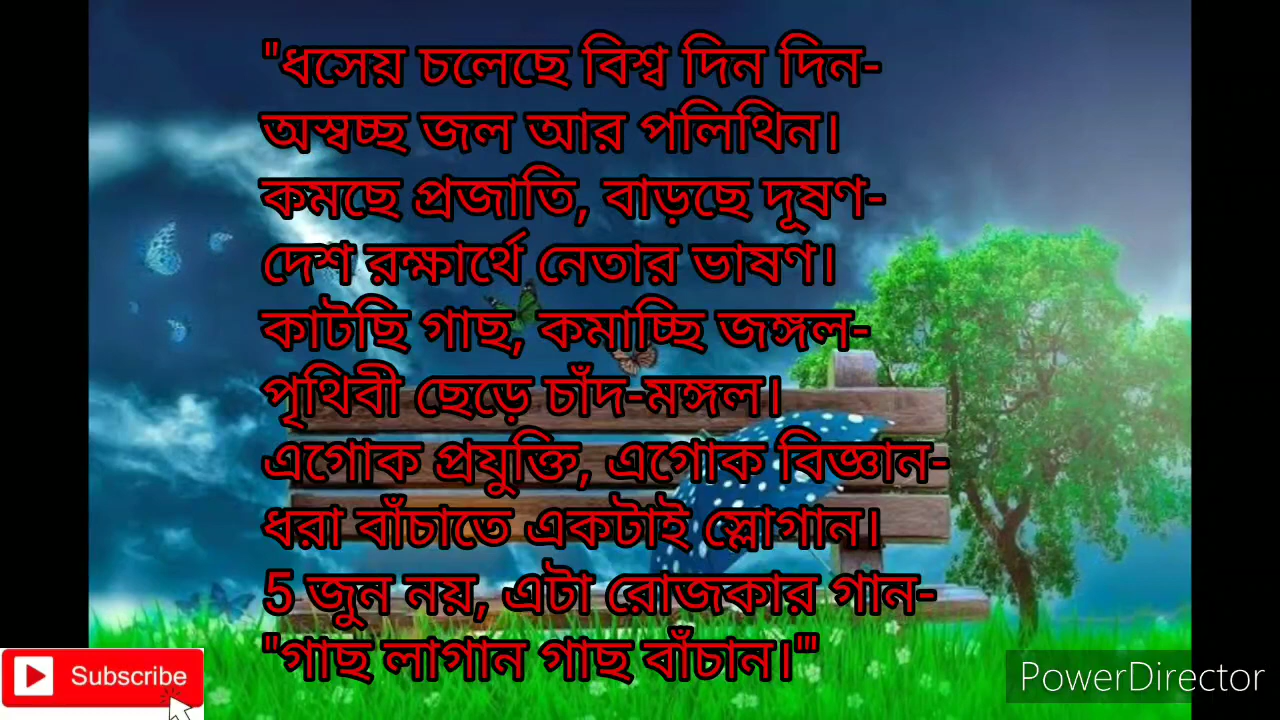 "ধসেয় চলেছে বিশ্ব দিন দিন-
অস্বচ্ছ জল আর পলিথিন।
কমছে প্রজাতি, বাড়ছে দূষণ-
দেশ রক্ষার্থে নেতার ভাষণ।
কাটছি গাছ, কমাচ্ছি জঙ্গল-
পৃথিবী ছেড়ে চাঁদ-মঙ্গল।
এগোক প্রযুক্তি, এগোক বিজ্ঞান-
ধরা বাঁচাতে একটাই স্লোগান।
5 জুন নয়, এটা রোজকার গান-
"গাছ লাগান গাছ বাঁচান।"'
Subscribe
PowerDirector